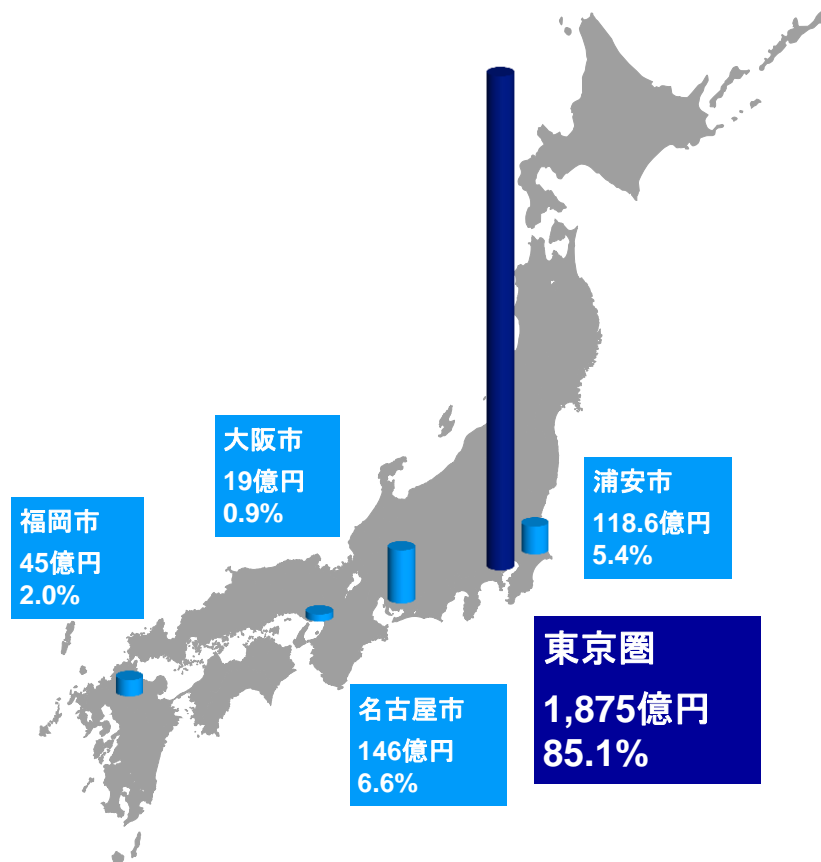 大阪市
19億円
0.9%
浦安市
118.6億円
5.4%
福岡市
45億円
2.0%
東京圏
1,875億円
85.1%
名古屋市
146億円
6.6%